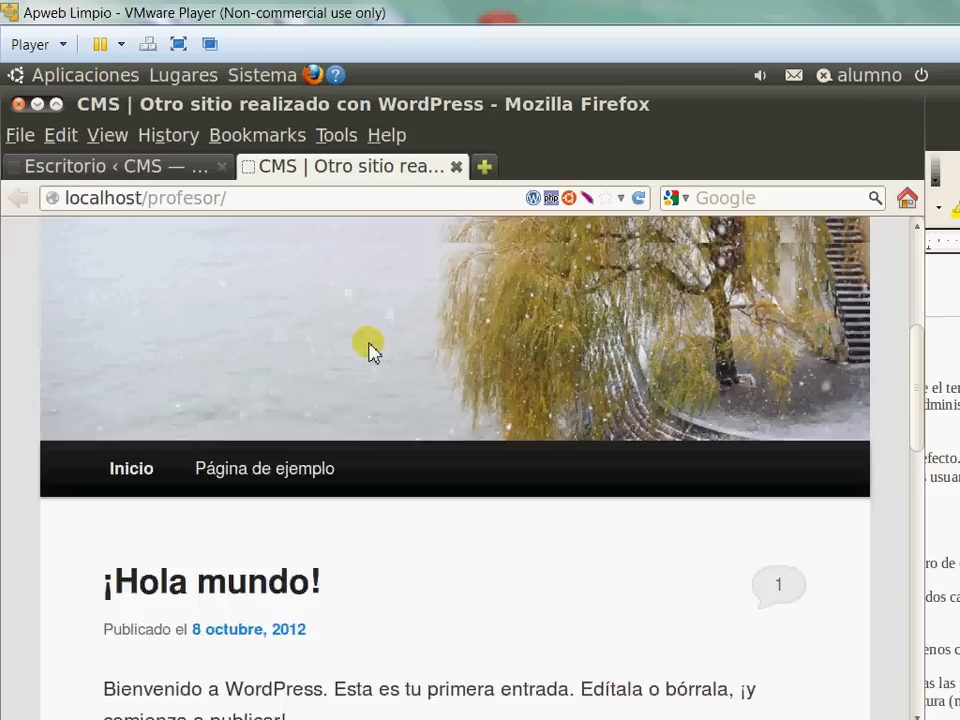 Apweb Limpio - VMware Player (Non-commercial use only)
Player
Aplicaciones Lugares Sistema ? alumno
CMS | Otro sitio realizado con WordPress - Mozilla Firefox
File Edit View History Bookmarks Tools Help
Escritorio ‹ CMS — ... CMS | Otro sitio rea...
localhost/profesor/ php Google
Inicio Página de ejemplo
¡Hola mundo! 1
Publicado el 8 octubre, 2012
Bienvenido a WordPress. Esta es tu primera entrada. Edítala o bórrala, ¡y
comienza a publicar!